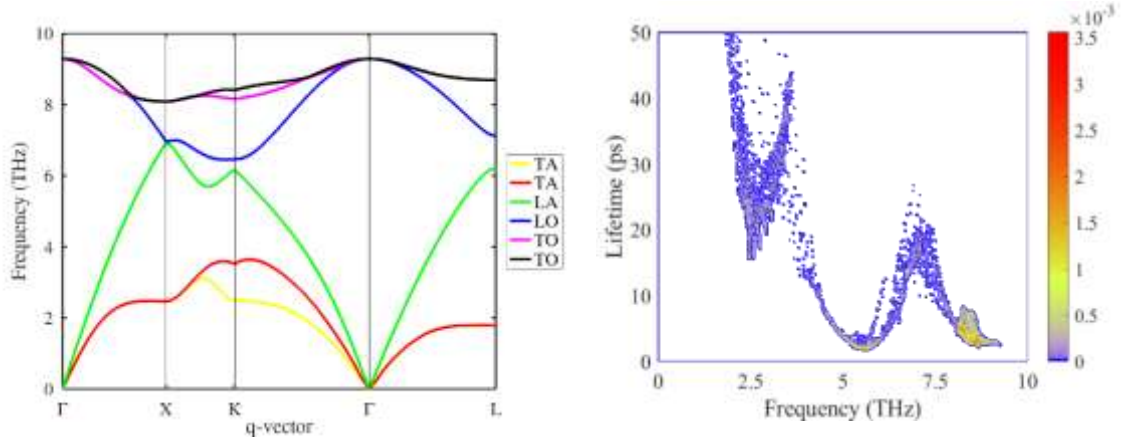 10
8
6
4
2
0
Frequency (THz)
Γ
X
K
Γ
L
q-vector
TA
TA
LA
LO
TO
TO
50
40
30
20
10
0
Lifetime (ps)
0
2.5
5
7.5
10
Frequency (THz)
×10⁻³
3.5
3
2.5
2
1.5
1
0.5
0